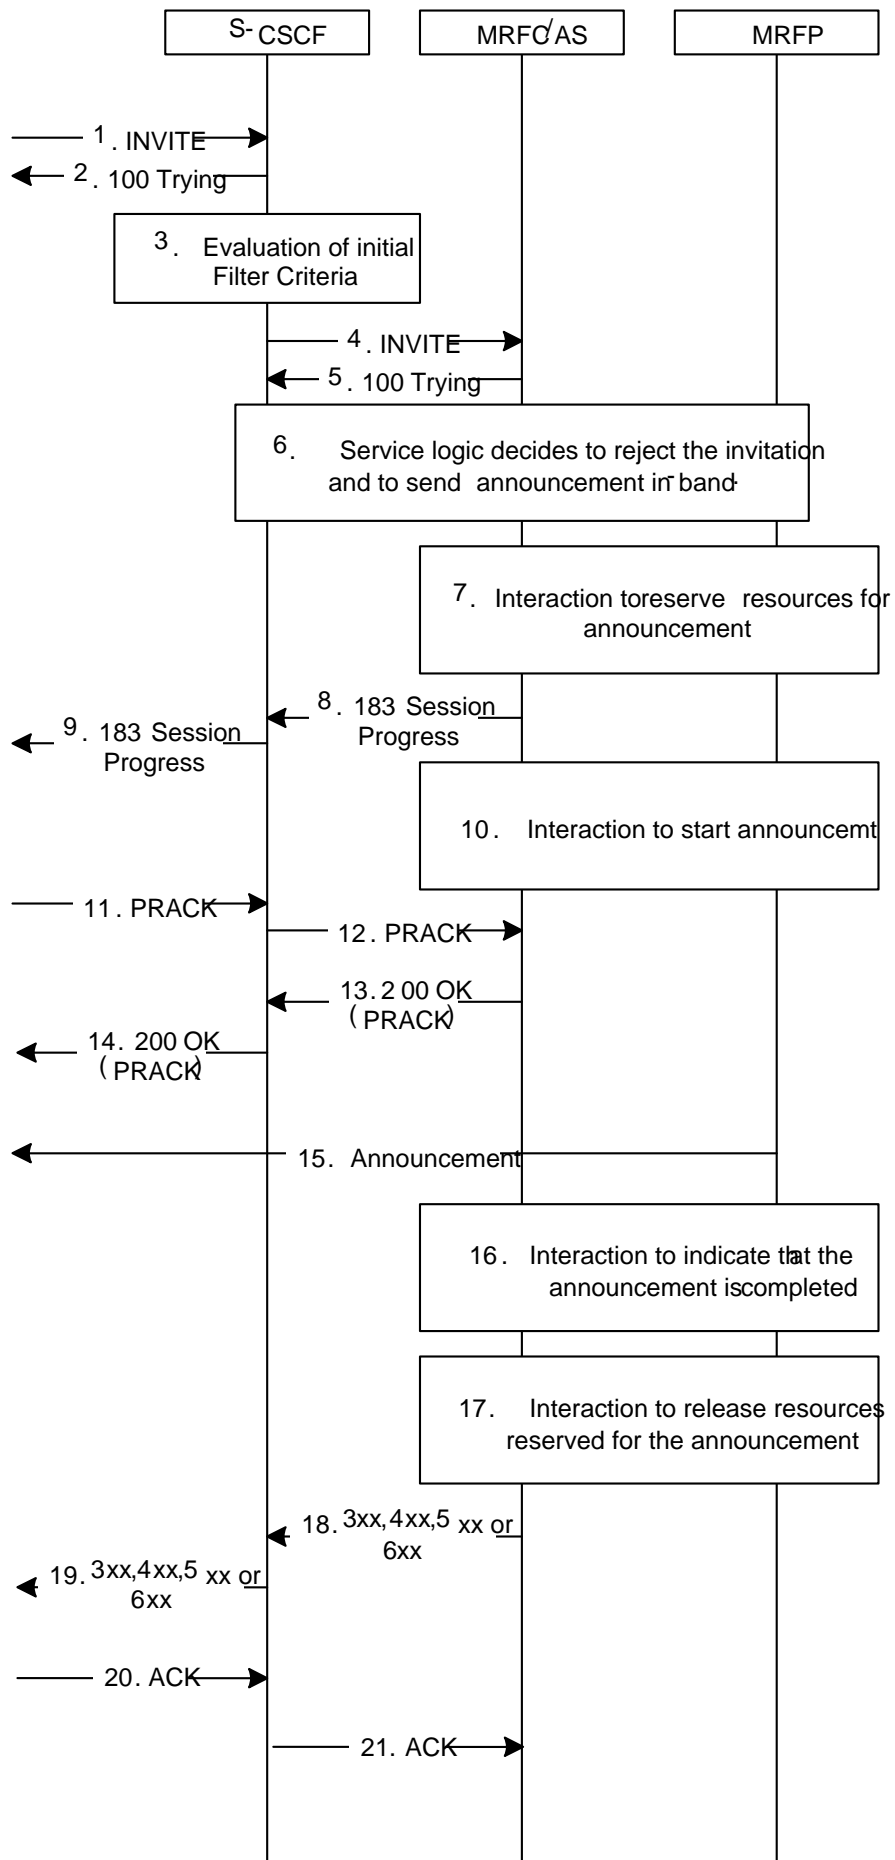 S-CSCF
MRFC/AS
MRFP
1. INVITE
2. 100 Trying
3. Evaluation of initial
Filter Criteria
4. INVITE
5. 100 Trying
6. Service logic decides to reject the invitation
and to send announcement in-band.
7. Interaction toreserve resources for
announcement
8. 183 Session
Progress
9. 183 Session
Progress
10. Interaction to start announcemt
11. PRACK
12. PRACK
13. 200 OK
(PRACK)
14. 200 OK
(PRACK)
15. Announcement
16. Interaction to indicate that the
announcement iscompleted
17. Interaction to release resources
reserved for the announcement
18. 3xx, 4xx, 5xx or
6xx
19. 3xx, 4xx, 5xx or
6xx
20. ACK
21. ACK